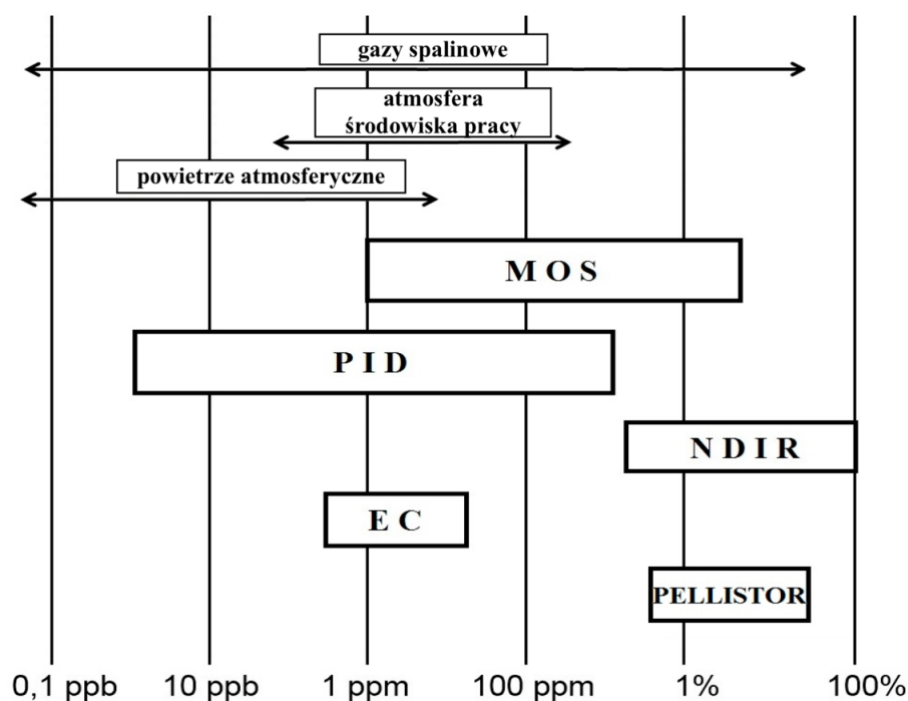 gazy spalinowe
atmosfera
środowiska pracy
powietrze atmosferyczne
M O S
P I D
N D I R
E C
PELLISTOR
0,1 ppb 10 ppb 1 ppm 100 ppm 1% 100%